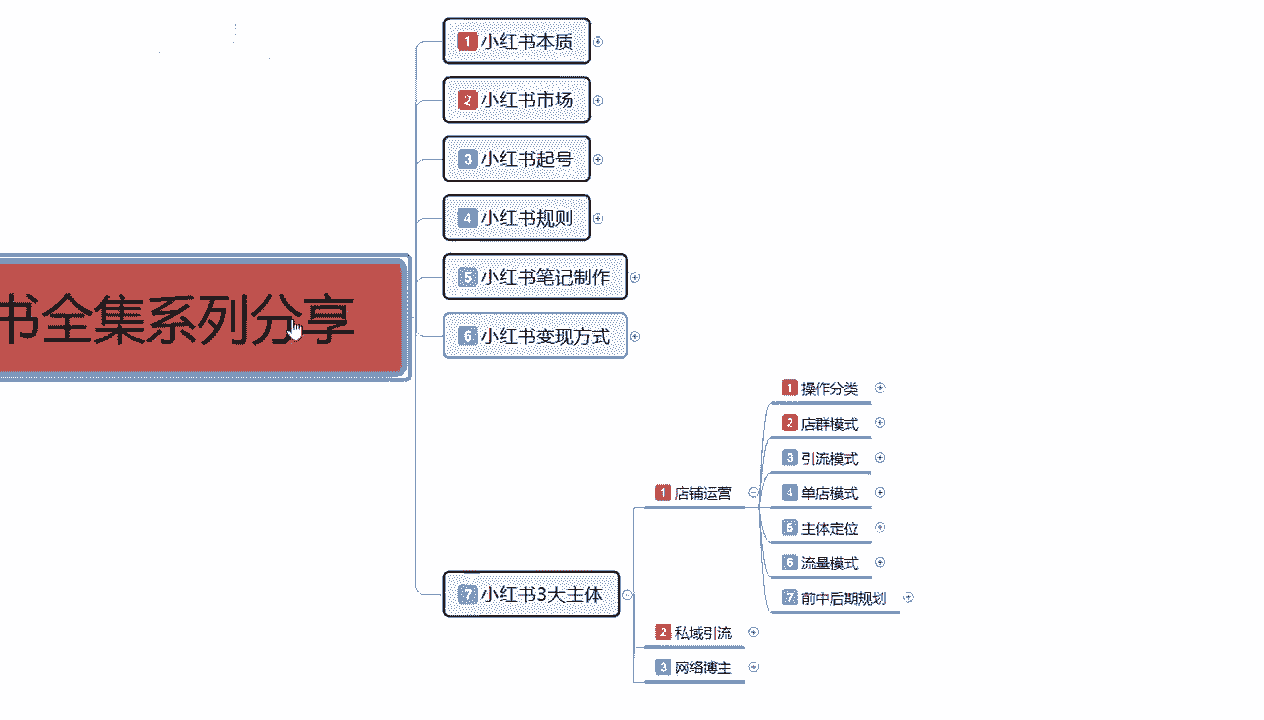 书全集系列分享
1 小红书本质
2 小红书市场
3 小红书起号
4 小红书规则
5 小红书笔记制作
6 小红书变现方式
7 小红书3大主体
1 店铺运营
1 操作分类
2 店群模式
3 引流模式
4 单店模式
5 主体定位
6 流量模式
7 前中后期规划
2 私域引流
3 网络博主